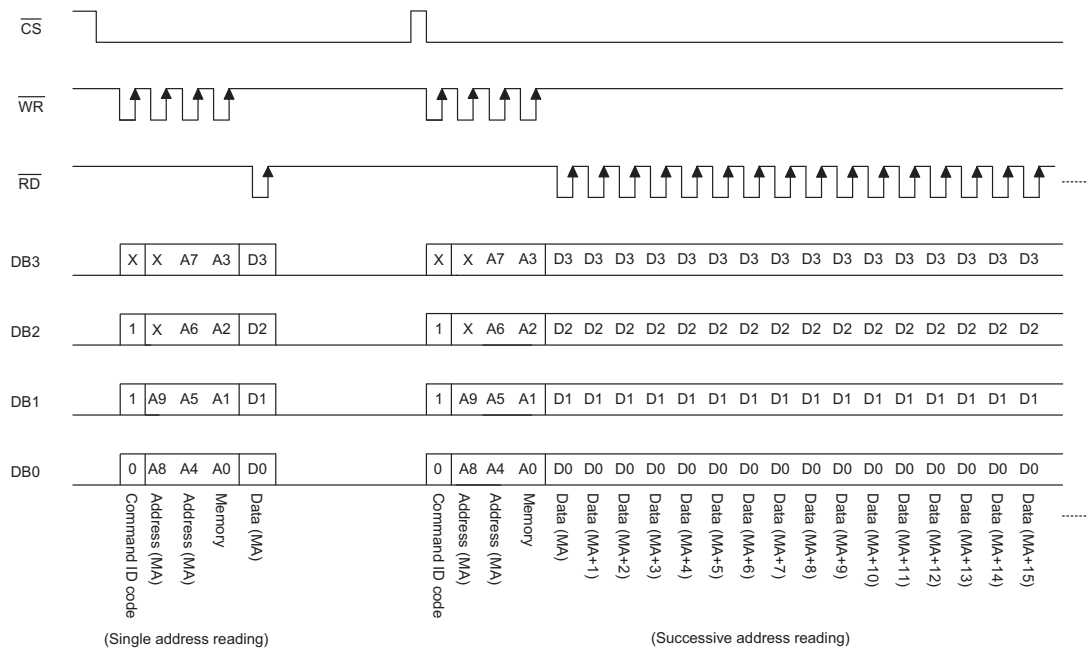 CS
WR
RD
DB3 X X A7 A3 D3 X X A7 A3 D3 D3 D3 D3 D3 D3 D3 D3 D3 D3 D3 D3 D3 D3 D3 D3
DB2 1 X A6 A2 D2 1 X A6 A2 D2 D2 D2 D2 D2 D2 D2 D2 D2 D2 D2 D2 D2 D2 D2 D2
DB1 1 A9 A5 A1 D1 1 A9 A5 A1 D1 D1 D1 D1 D1 D1 D1 D1 D1 D1 D1 D1 D1 D1 D1 D1
DB0 0 A8 A4 A0 D0 0 A8 A4 A0 D0 D0 D0 D0 D0 D0 D0 D0 D0 D0 D0 D0 D0 D0 D0 D0
Command ID code
Address (MA)
Address (MA)
Memory
Data (MA)
Command ID code
Address (MA)
Address (MA)
Memory
Data (MA)
Data (MA+1)
Data (MA+2)
Data (MA+3)
Data (MA+4)
Data (MA+5)
Data (MA+6)
Data (MA+7)
Data (MA+8)
Data (MA+9)
Data (MA+10)
Data (MA+11)
Data (MA+12)
Data (MA+13)
Data (MA+14)
Data (MA+15)
(Single address reading)
(Successive address reading)